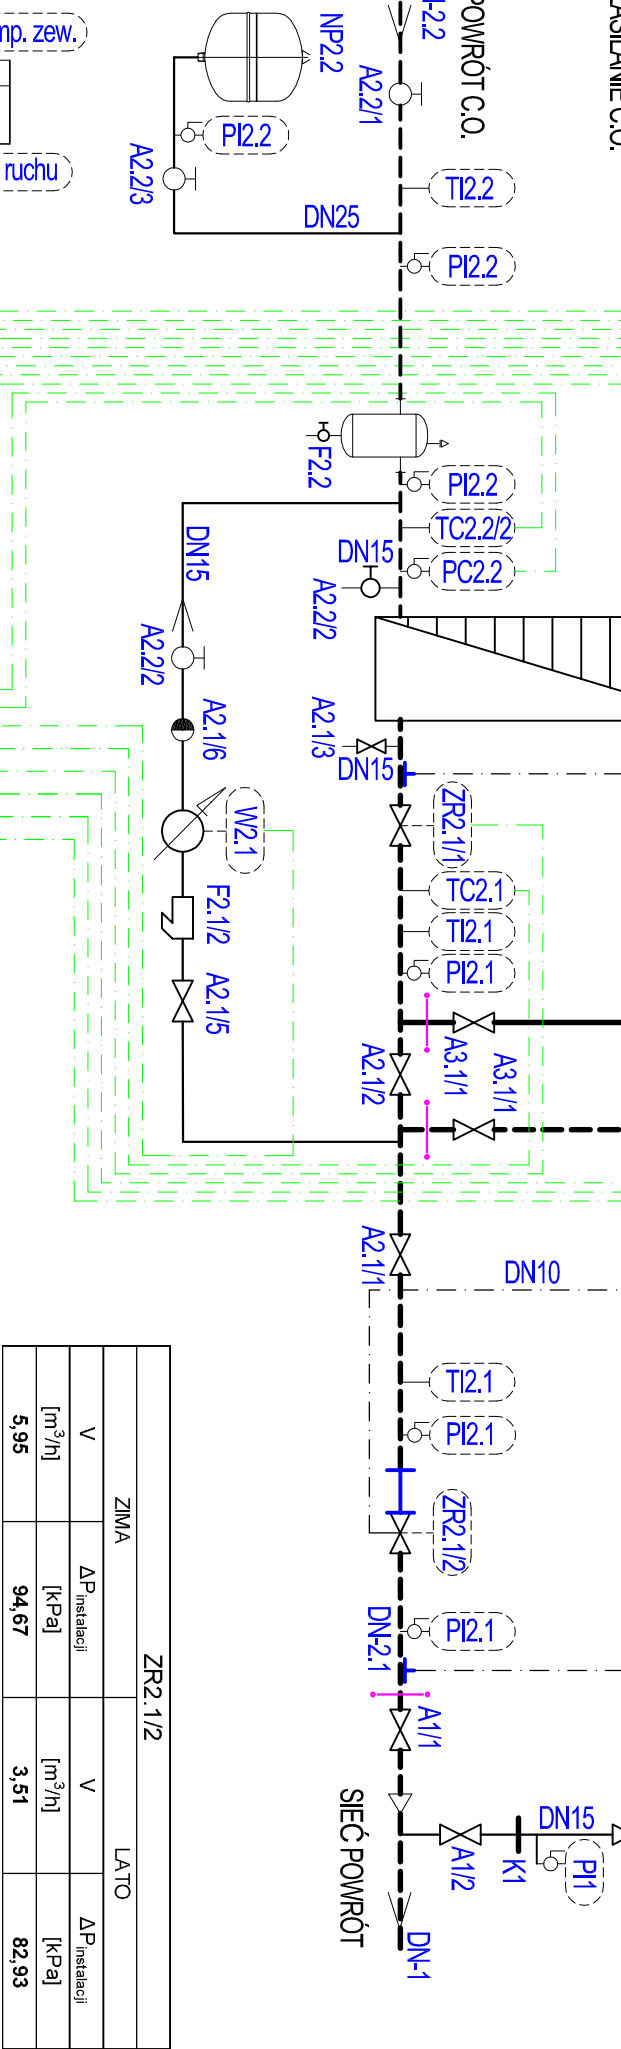 POWRÓT C.O.
NP2.2
A2.2/1
mp. zew.
PI2.2
ruchu
A2.2/3
TI2.2
DN25
PI2.2
F2.2
PI2.2
TC2.2/2
DN15
PC2.2
DN15
A2.2/2
A2.2/2
A2.1/6
A2.1/3
DN15
ZR2.1/1
W2.1
TC2.1
F2.1/2
TI2.1
PI2.1
A2.1/5
A2.1/2
A3.1/1
A3.1/1
A2.1/1
DN10
TI2.1
PI2.1
ZR2.1/2
PI2.1
DN-2.1
A1/1
SIEĆ POWRÓT
A1/2
DN15
K1
PI1
DN-1
ZR2.1/2
ZIMA LATO
V ΔPinstalacji V ΔPinstalacji
[m³/h] [kPa] [m³/h] [kPa]
5,95 94,67 3,51 82,93